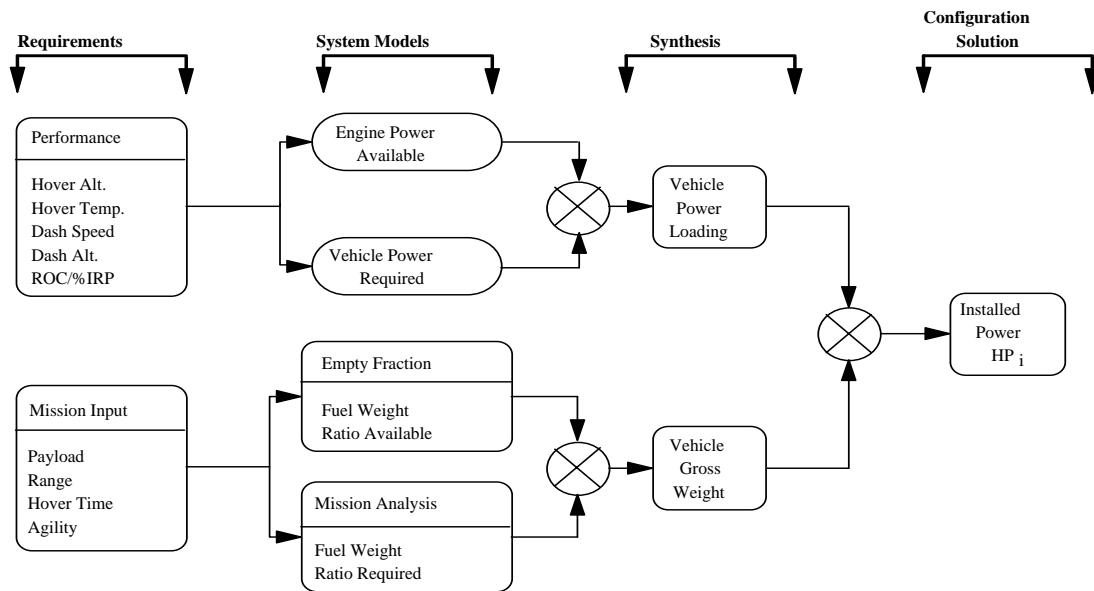 Requirements
System Models
Synthesis
Configuration
Solution
Performance
Hover Alt.
Hover Temp.
Dash Speed
Dash Alt.
ROC/%IRP
Engine Power
Available
Vehicle Power
Required
Vehicle
Power
Loading
Installed
Power
HP i
Mission Input
Payload
Range
Hover Time
Agility
Empty Fraction
Fuel Weight
Ratio Available
Mission Analysis
Fuel Weight
Ratio Required
Vehicle
Gross
Weight